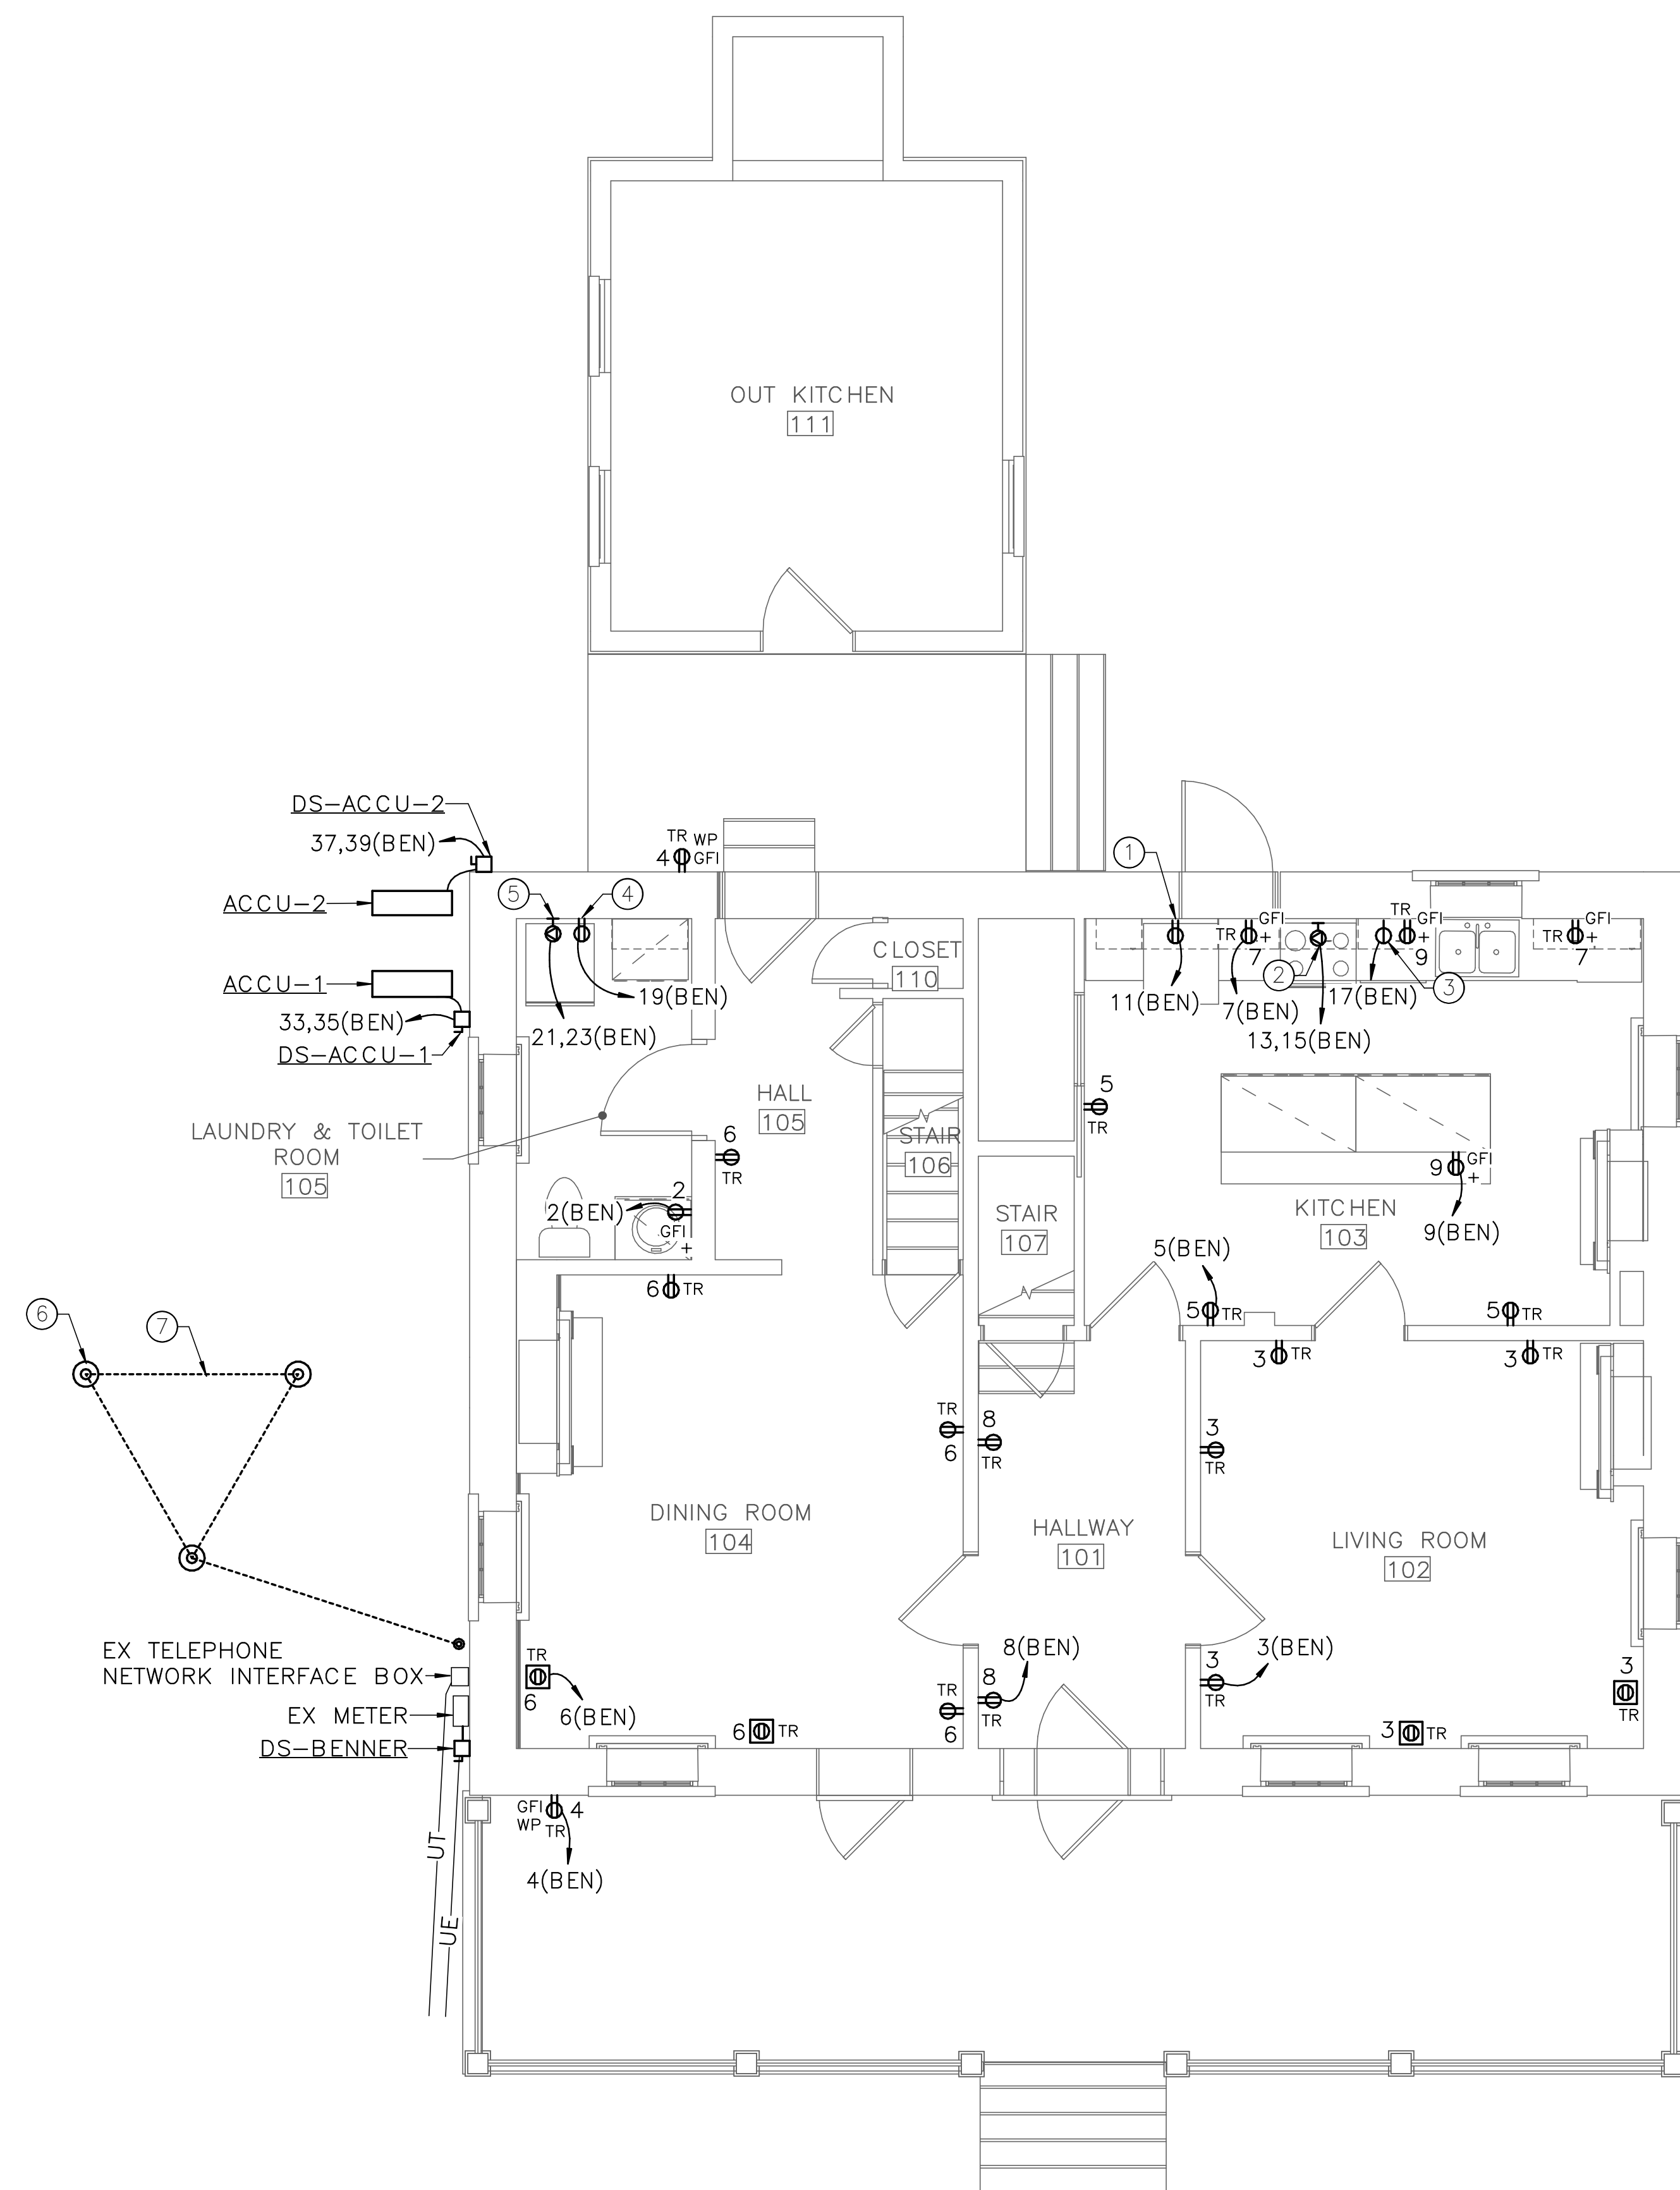 OUT KITCHEN
111
DS-ACCU-2
37,39(BEN)
TR WP
4 GFI
1
ACCU-2
5
4
CLOSET
110
TR
GFI
+
7
TR
GFI
+
9
GFI
TR +
7
2
3
ACCU-1
19(BEN)
11(BEN)
7(BEN)
17(BEN)
33,35(BEN)
21,23(BEN)
13,15(BEN)
DS-ACCU-1
HALL
105
5
TR
LAUNDRY & TOILET
ROOM
105
6
TR
STAIR
106
9 GFI
+
2
2(BEN)
GFI
+
STAIR
107
KITCHEN
103
9(BEN)
5(BEN)
6 TR
5 TR
5 TR
6
7
3 TR
3 TR
TR
6
8
TR
3
TR
DINING ROOM
104
HALLWAY
101
LIVING ROOM
102
EX TELEPHONE
NETWORK INTERFACE BOX
TR
6
6(BEN)
8(BEN)
8
TR
TR
6
3(BEN)
3
TR
3
TR
EX METER
6 TR
3 TR
DS-BENNER
GFI 4
WP TR
4(BEN)
UT
UE